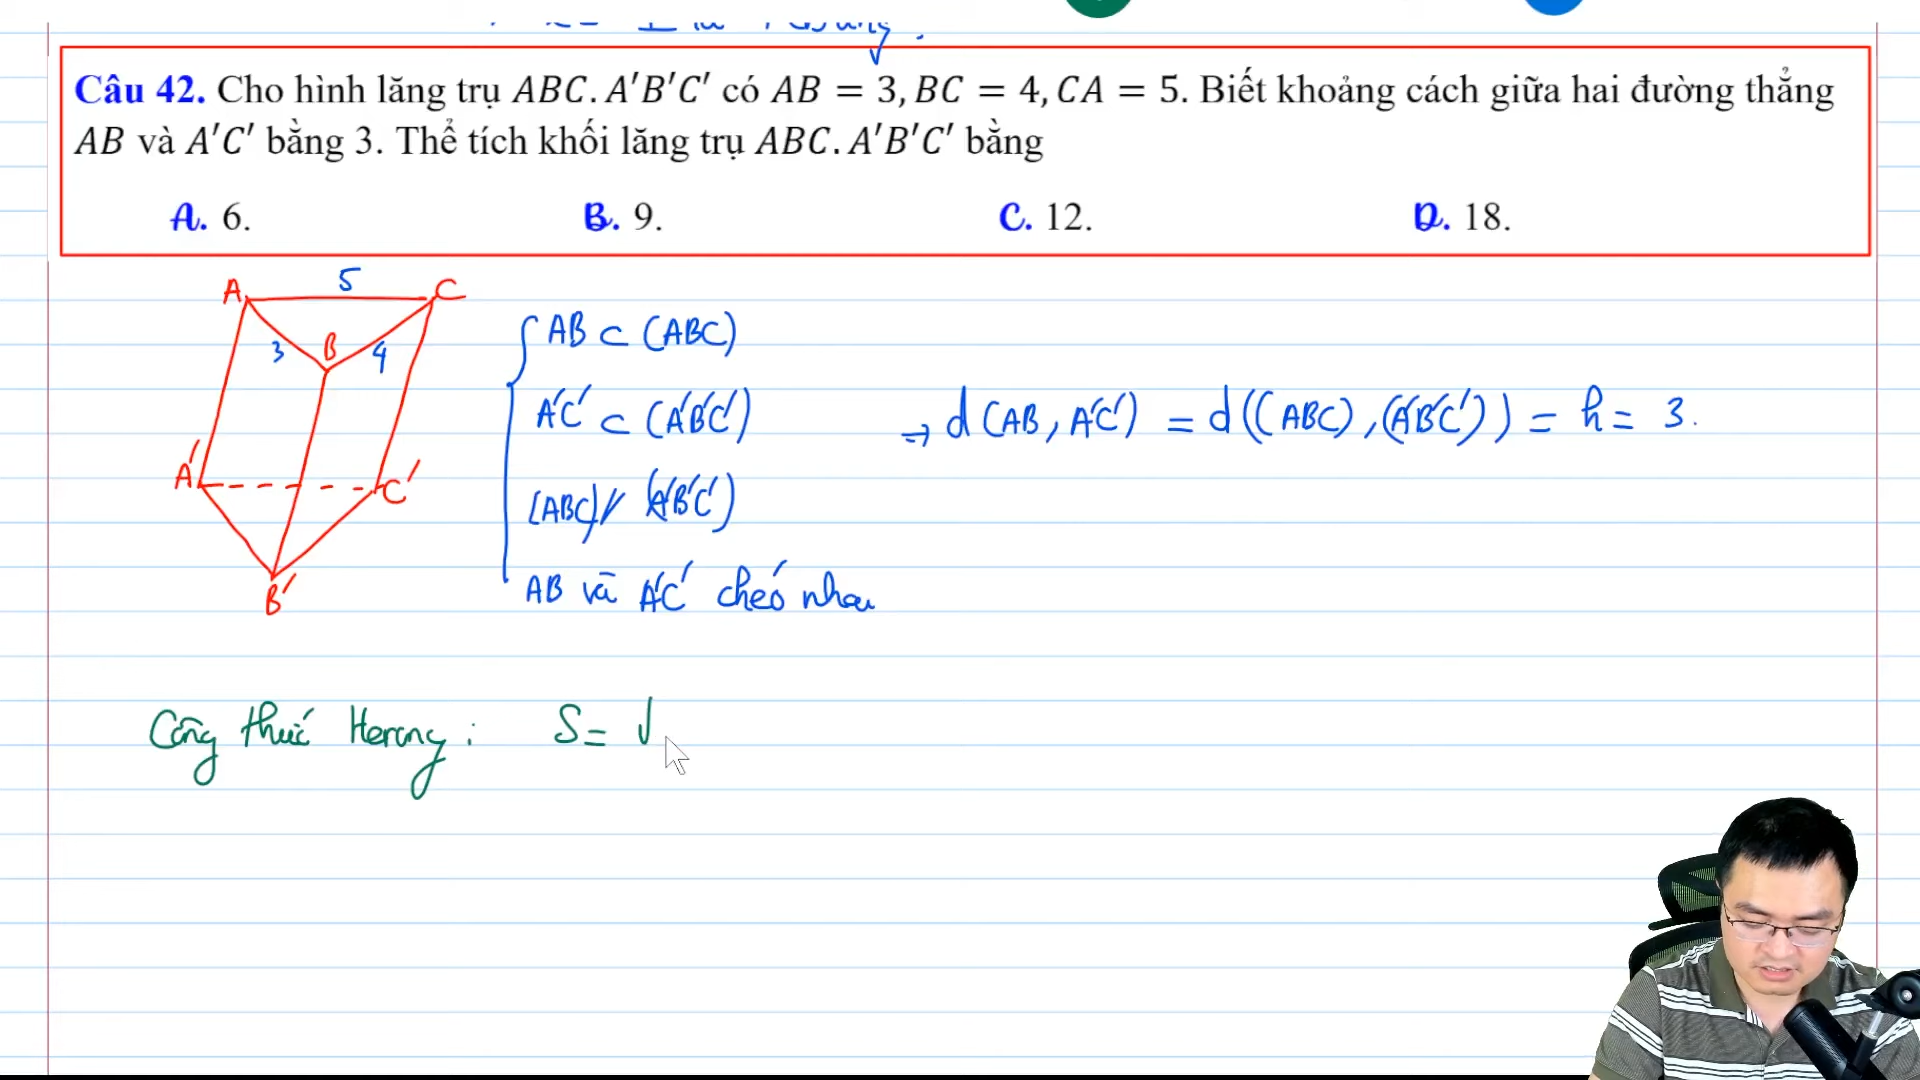 Câu 42. Cho hình lăng trụ ABC.A'B'C' có AB = 3, BC = 4, CA = 5. Biết khoảng cách giữa hai đường thẳng
AB và A'C' bằng 3. Thể tích khối lăng trụ ABC.A'B'C' bằng
A. 6. B. 9. C. 12. D. 18.
A 5 C
3 B 4
A' C'
B'
AB ⊂ (ABC)
A'C' ⊂ (A'B'C')
(ABC) // (A'B'C')
AB và A'C' chéo nhau
→ d(AB, A'C') = d((ABC), (A'B'C')) = h = 3.
Công thức Herong: S = √